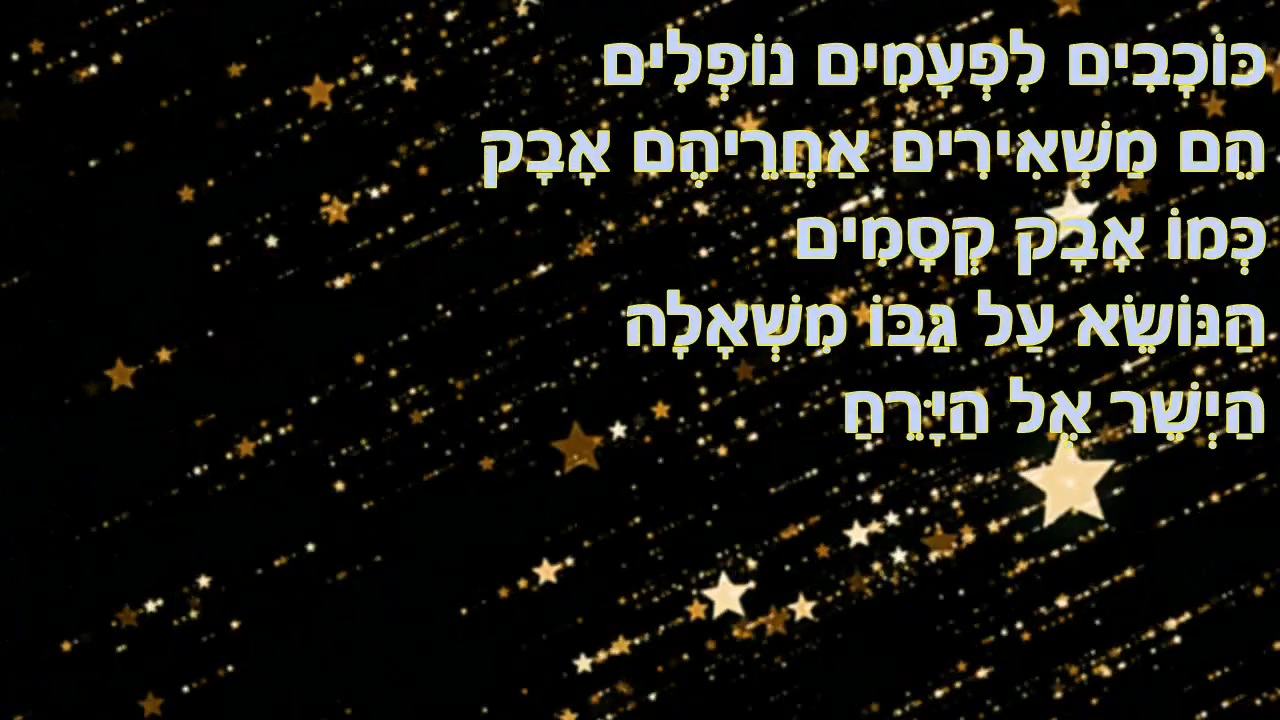 כּוֹכָבִים לִפְעָמִים נוֹפְלִים
הֵם מַשְׁאִירִים אַחֲרֵיהֶם אָבָק
כְּמוֹ אָבָק קְסָמִים
הַנּוֹשֵׂא עַל גַּבּוֹ מִשְׁאָלָה
הַיְשֵׁר אֶל הַיָּרֵחַ